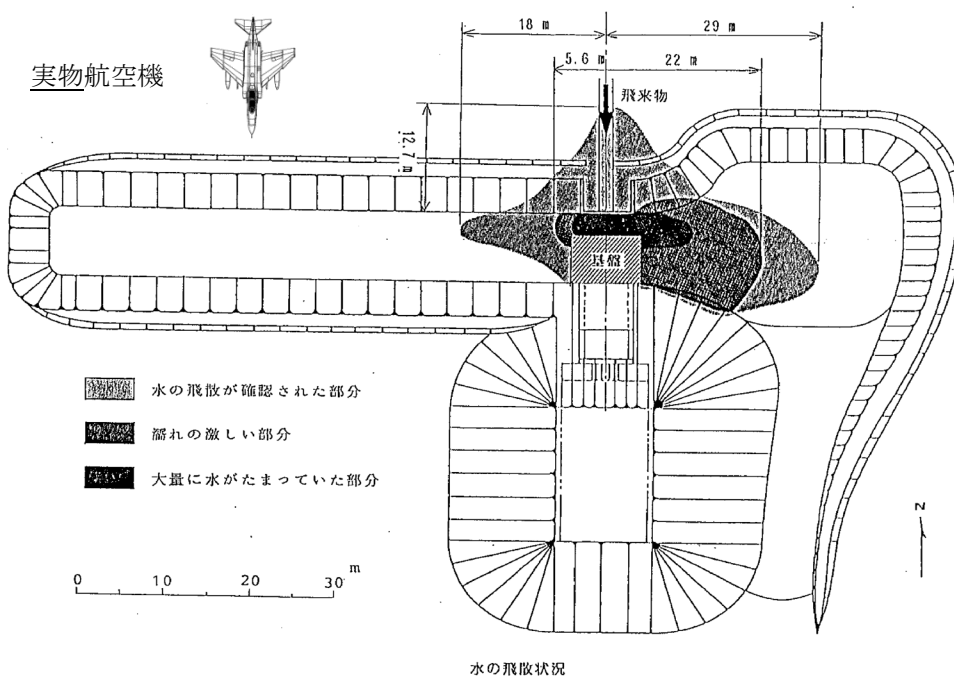 18 m
29 m
5.6 m
22 m
実物航空機
飛来物
12.7 m
基盤
水の飛散が確認された部分
濡れの激しい部分
大量に水がたまっていた部分
N
0 10 20 30 m
水の飛散状況